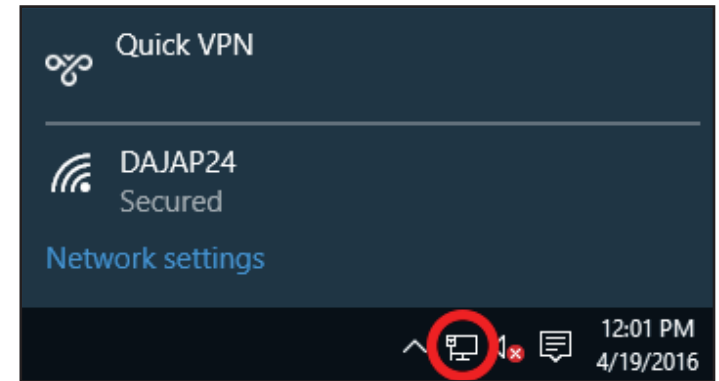 Quick VPN
DAJAP24
Secured
Network settings
12:01 PM
4/19/2016